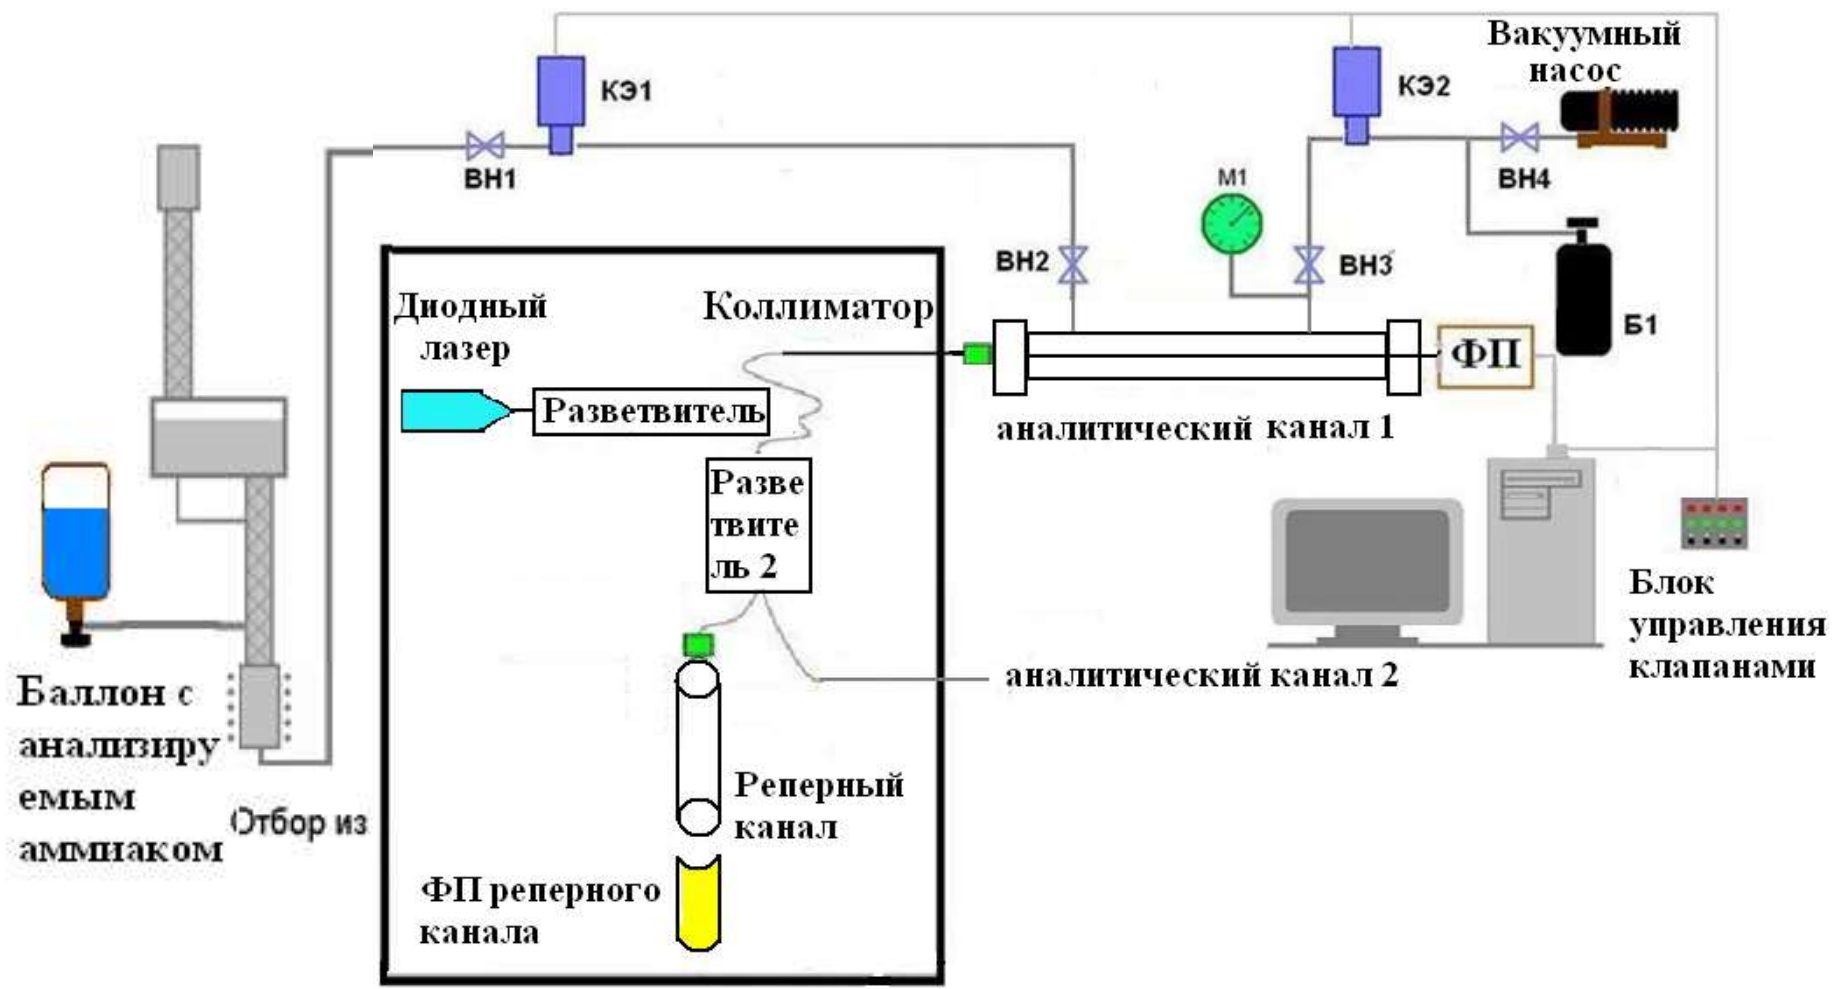 Вакуумный
насос
КЭ1
КЭ2
ВН1
ВН4
М1
ВН2
ВН3
Б1
Диодный
лазер
Коллиматор
ФП
Разветвитель
аналитический канал 1
Разве
твите
ль 2
Блок
управления
клапанами
аналитический канал 2
Баллон с
анализиру
емым
аммиаком
Отбор из
Реперный
канал
ФП реперного
канала